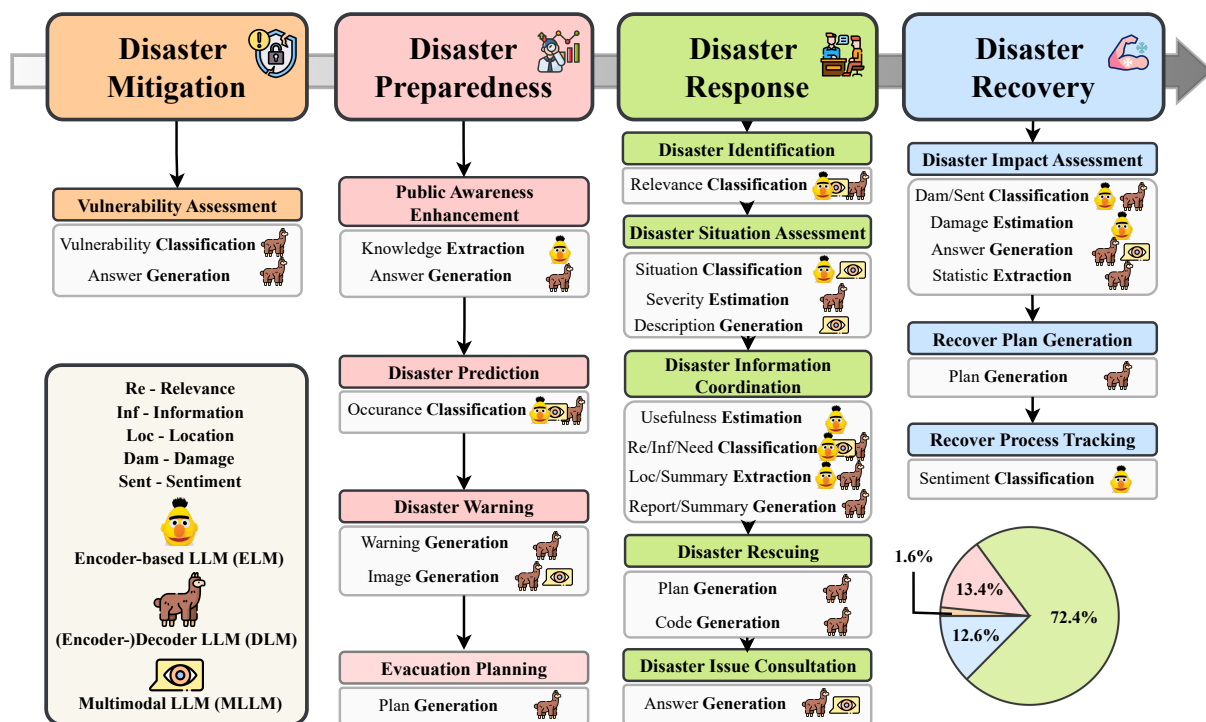 Disaster
Mitigation
Disaster
Preparedness
Disaster
Response
Disaster
Recovery
Vulnerability Assessment
Vulnerability Classification
Answer Generation
Re - Relevance
Inf - Information
Loc - Location
Dam - Damage
Sent - Sentiment
Encoder-based LLM (ELM)
(Encoder-)Decoder LLM (DLM)
Multimodal LLM (MLLM)
Public Awareness
Enhancement
Knowledge Extraction
Answer Generation
Disaster Prediction
Occurance Classification
Disaster Warning
Warning Generation
Image Generation
Evacuation Planning
Plan Generation
Disaster Identification
Relevance Classification
Disaster Situation Assessment
Situation Classification
Severity Estimation
Description Generation
Disaster Information
Coordination
Usefulness Estimation
Re/Inf/Need Classification
Loc/Summary Extraction
Report/Summary Generation
Disaster Rescuing
Plan Generation
Code Generation
Disaster Issue Consultation
Answer Generation
Disaster Impact Assessment
Dam/Sent Classification
Damage Estimation
Answer Generation
Statistic Extraction
Recover Plan Generation
Plan Generation
Recover Process Tracking
Sentiment Classification
1.6%
13.4%
72.4%
12.6%